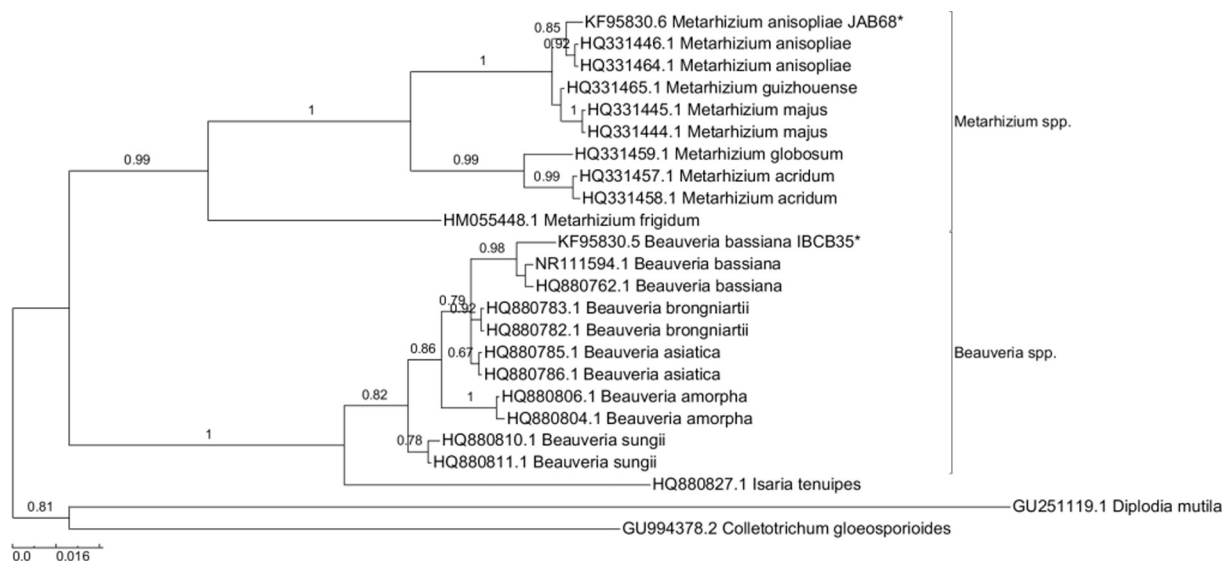 0.85
KF95830.6 Metarhizium anisopliae JAB68*
0.92
HQ331446.1 Metarhizium anisopliae
HQ331464.1 Metarhizium anisopliae
1
HQ331465.1 Metarhizium guizhouense
1
HQ331445.1 Metarhizium majus
HQ331444.1 Metarhizium majus
1
Metarhizium spp.
HQ331459.1 Metarhizium globosum
0.99
0.99
HQ331457.1 Metarhizium acridum
0.99
HQ331458.1 Metarhizium acridum
HM055448.1 Metarhizium frigidum
KF95830.5 Beauveria bassiana IBCB35*
0.98
NR111594.1 Beauveria bassiana
HQ880762.1 Beauveria bassiana
0.79
0.92
HQ880783.1 Beauveria brongniartii
HQ880782.1 Beauveria brongniartii
0.86
0.67
HQ880785.1 Beauveria asiatica
Beauveria spp.
HQ880786.1 Beauveria asiatica
0.82
1
HQ880806.1 Beauveria amorpha
HQ880804.1 Beauveria amorpha
1
0.78
HQ880810.1 Beauveria sungii
HQ880811.1 Beauveria sungii
HQ880827.1 Isaria tenuipes
0.81
GU251119.1 Diplodia mutila
GU994378.2 Colletotrichum gloeosporioides
0.0 0.016